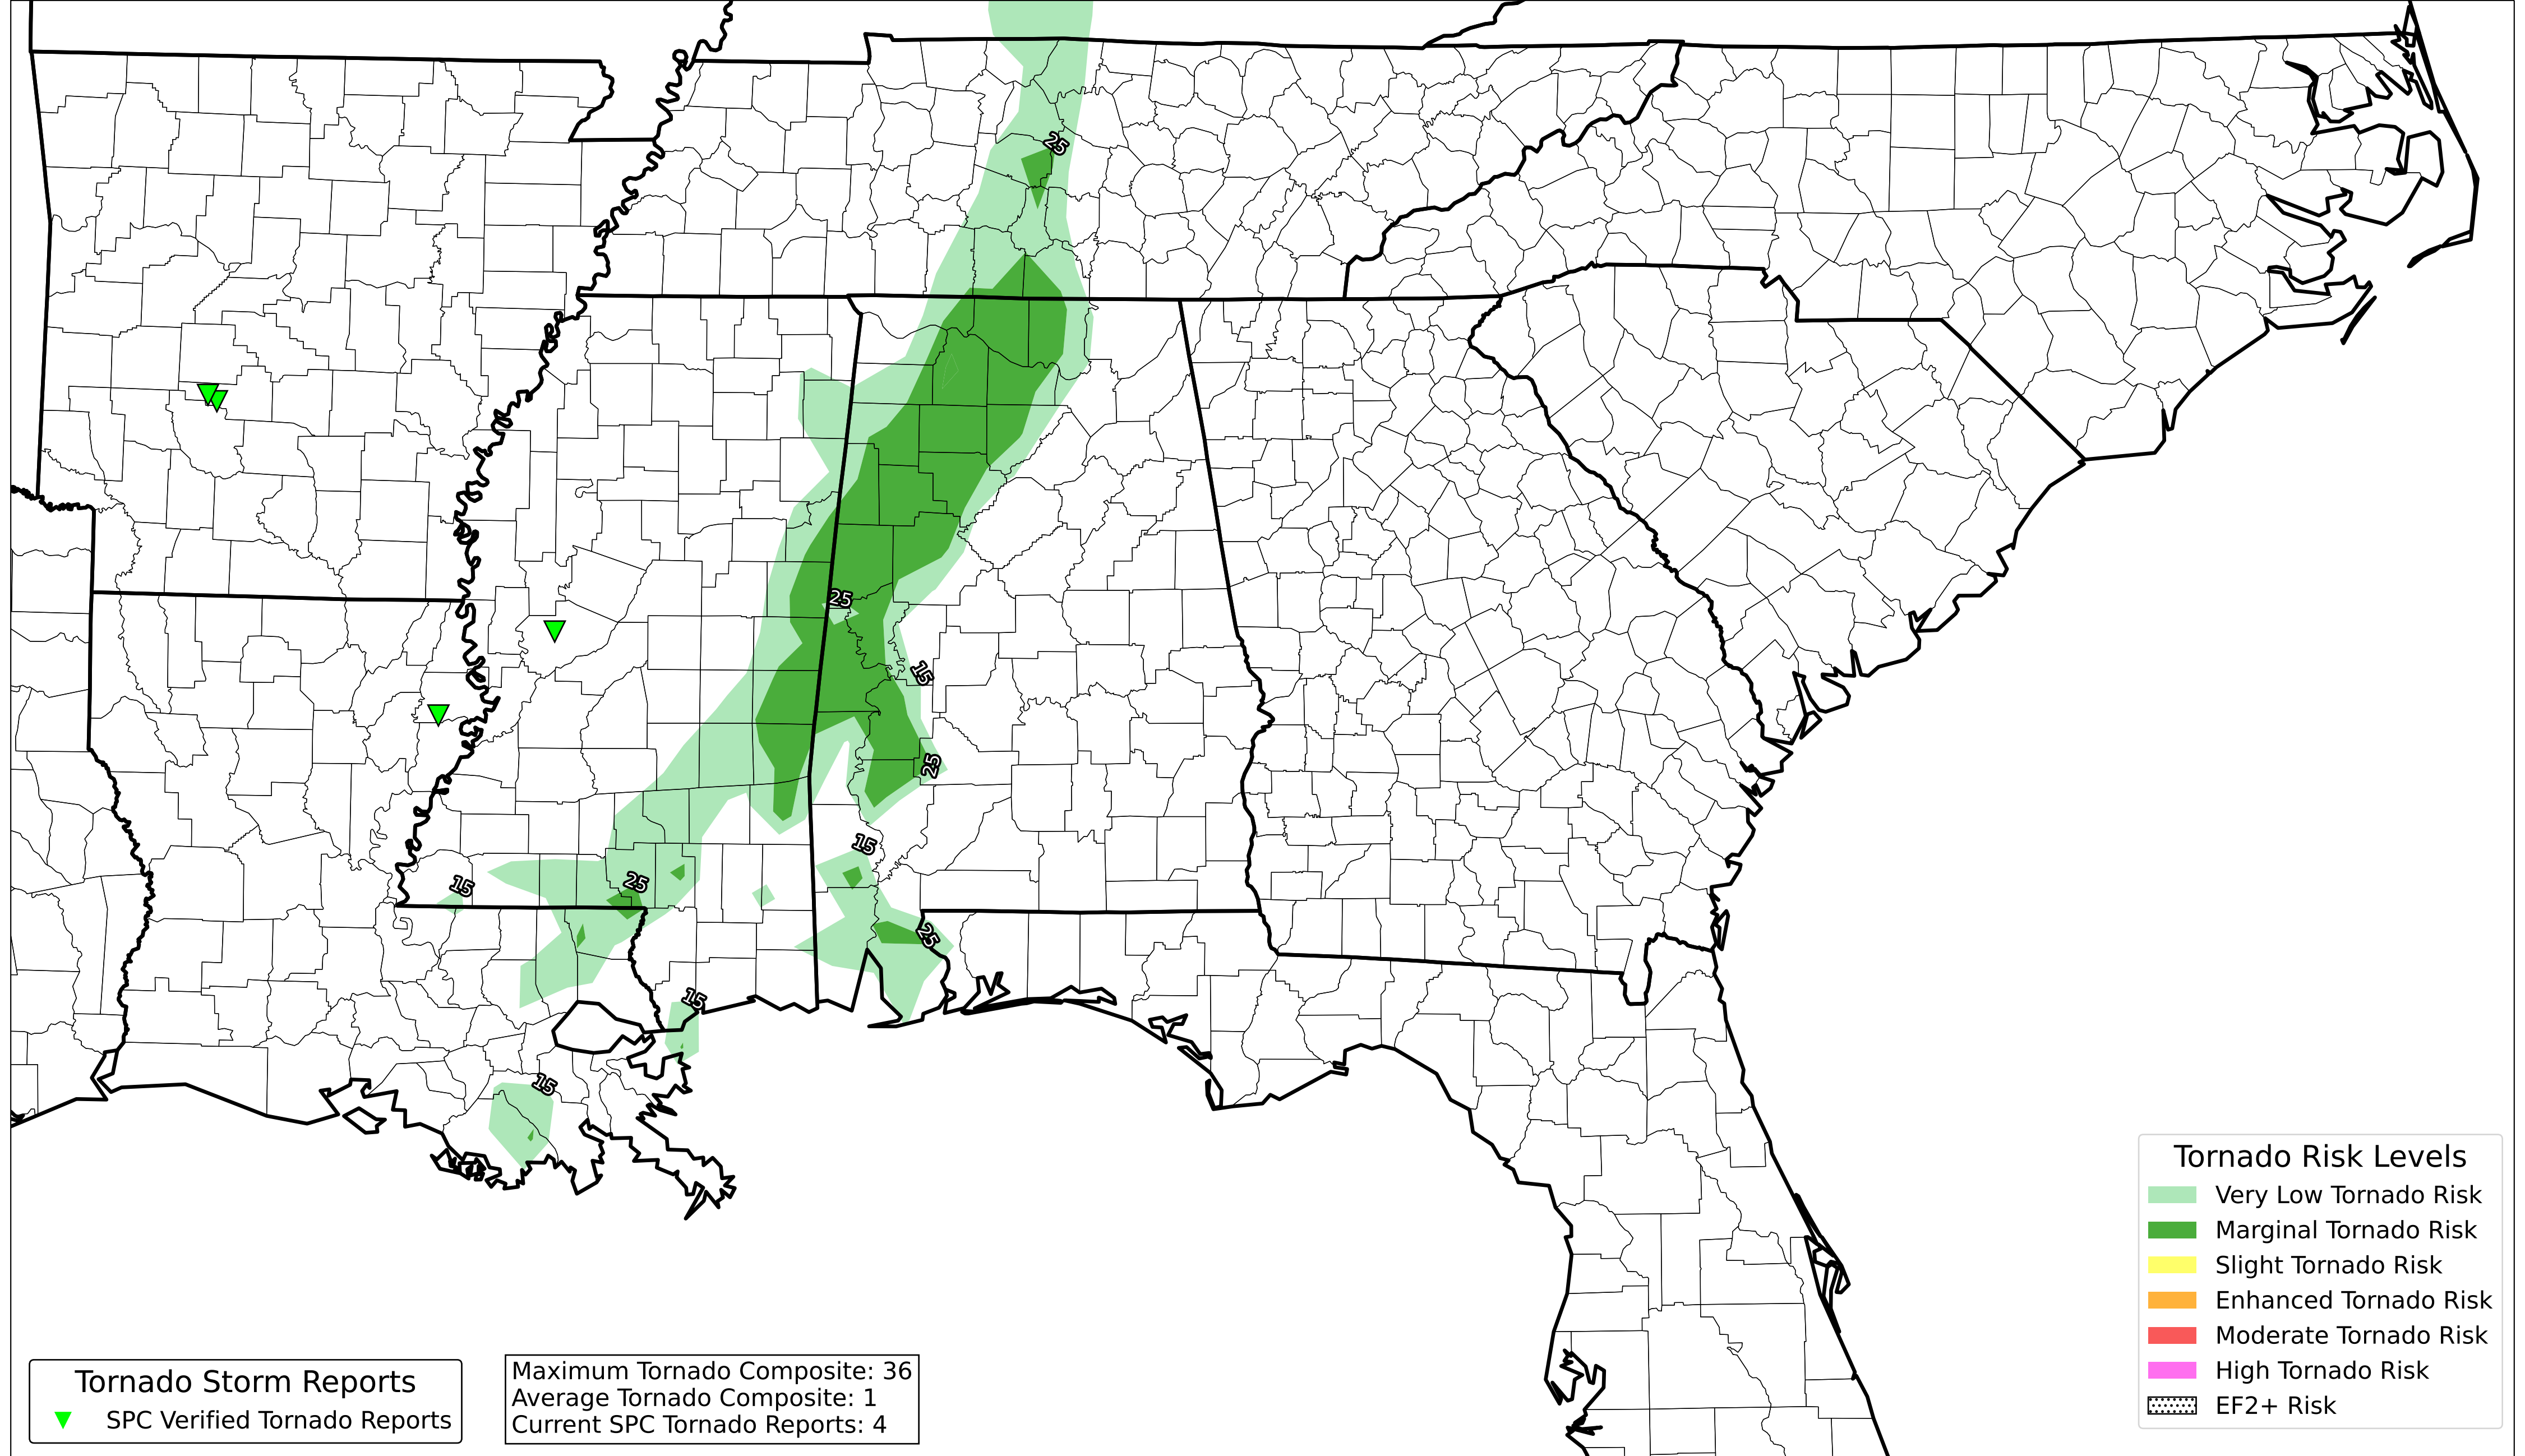 25
25
15
25
15
15
25
25
15
15
Tornado Risk Levels
Very Low Tornado Risk
Marginal Tornado Risk
Slight Tornado Risk
Enhanced Tornado Risk
Moderate Tornado Risk
High Tornado Risk
EF2+ Risk
Tornado Storm Reports
SPC Verified Tornado Reports
Maximum Tornado Composite: 36
Average Tornado Composite: 1
Current SPC Tornado Reports: 4